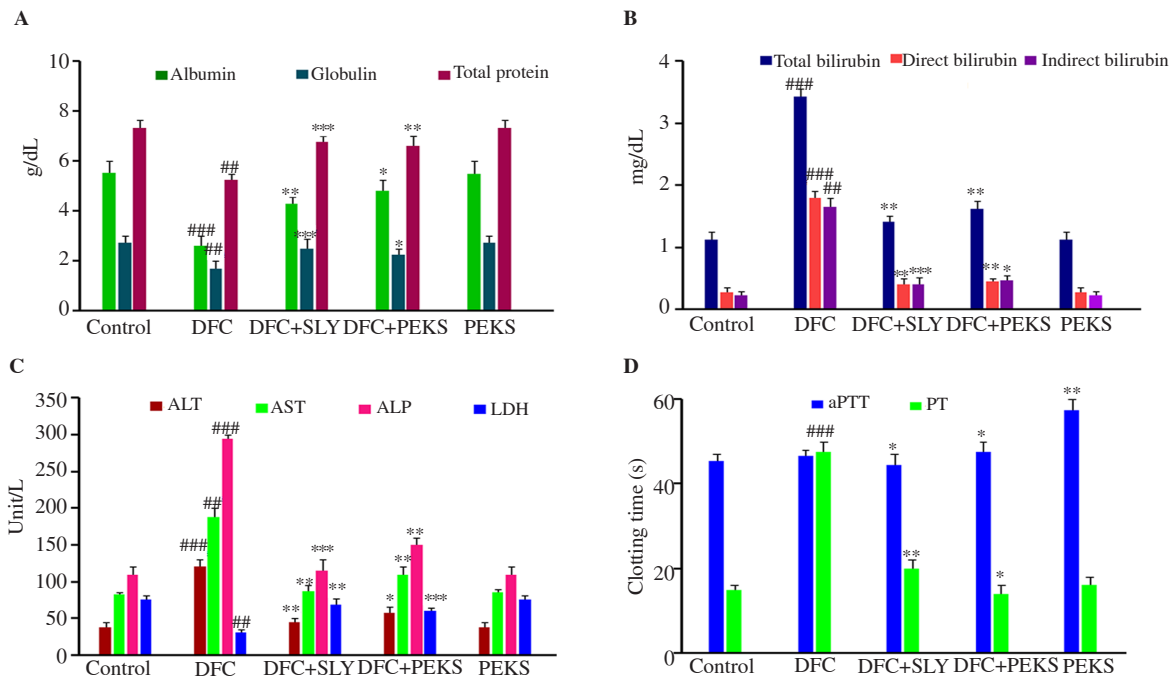 A
10
8
6
4
2
0
g/dL
Albumin Globulin Total protein
### ## ##
** *** ***
* * **
Control DFC DFC+SLY DFC+PEKS PEKS
B
4
3
2
1
0
mg/dL
Total bilirubin Direct bilirubin Indirect bilirubin
### ### ##
** ** ***
** ** *
Control DFC DFC+SLY DFC+PEKS PEKS
C
350
300
250
200
150
100
50
0
Unit/L
ALT AST ALP LDH
### ## ### ##
** ** *** **
* ** ** ***
Control DFC DFC+SLY DFC+PEKS PEKS
D
60
40
20
0
Clotting time (s)
aPTT PT
###
* **
* *
**
Control DFC DFC+SLY DFC+PEKS PEKS